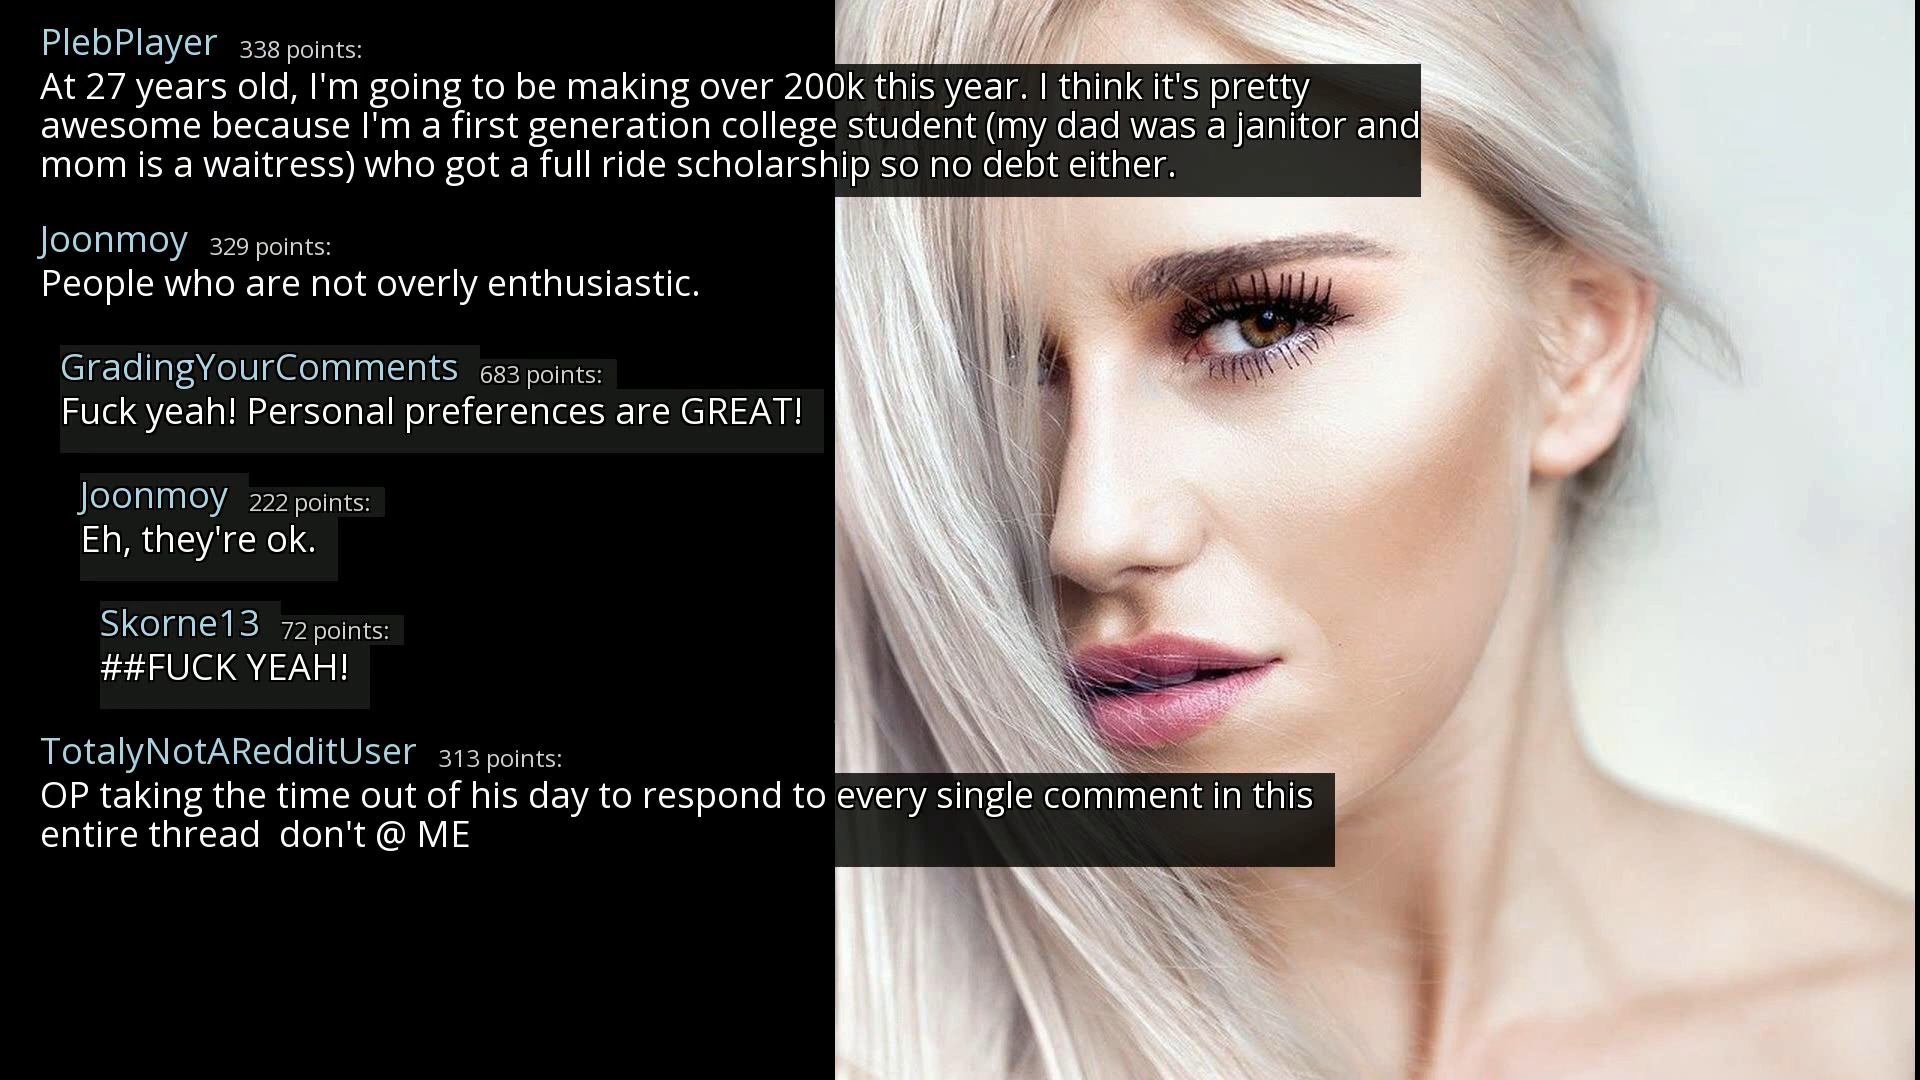 PlebPlayer 338 points:
At 27 years old, I'm going to be making over 200k this year. I think it's pretty
awesome because I'm a first generation college student (my dad was a janitor and
mom is a waitress) who got a full ride scholarship so no debt either.
Joonmoy 329 points:
People who are not overly enthusiastic.
GradingYourComments 683 points:
Fuck yeah! Personal preferences are GREAT!
Joonmoy 222 points:
Eh, they're ok.
Skorne13 72 points:
##FUCK YEAH!
TotalyNotARedditUser 313 points:
OP taking the time out of his day to respond to every single comment in this
entire thread  don't @ ME